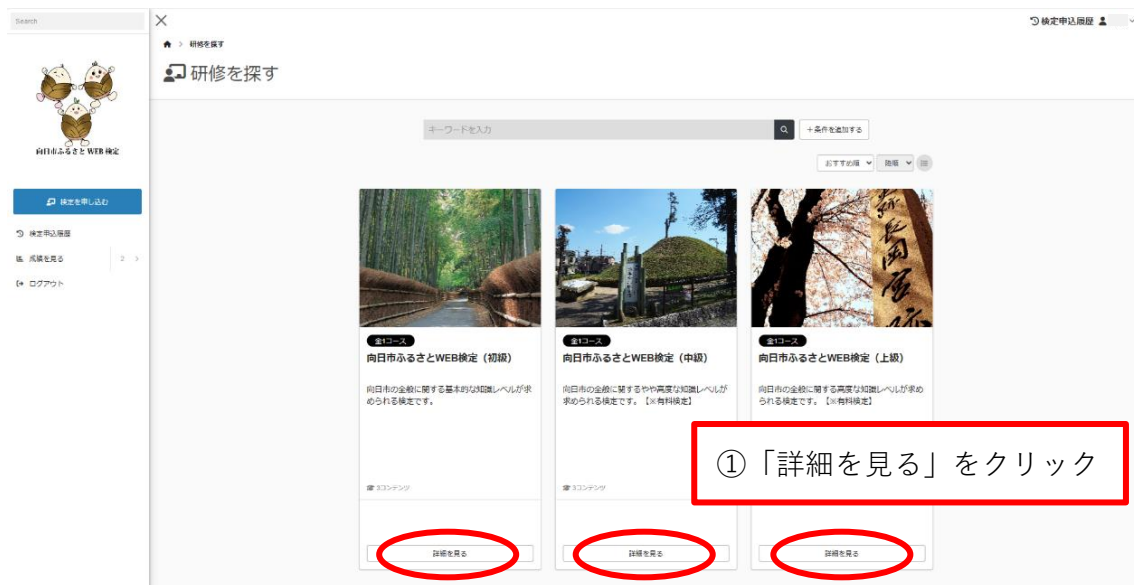 Search
検定申込履歴
研修を探す
研修を探す
向日市ふるさとWEB検定
キーワードを入力
+条件を追加する
おすすめ順
降順
検定を申し込む
検定申込履歴
成績を見る 2
ログアウト
長岡宮跡
全1コース
向日市ふるさとWEB検定（初級）
向日市の全般に関する基本的な知識レベルが求
められる検定です。
3コンテンツ
詳細を見る
全1コース
向日市ふるさとWEB検定（中級）
向日市の全般に関するやや高度な知識レベルが
求められる検定です。【※有料検定】
3コンテンツ
詳細を見る
全1コース
向日市ふるさとWEB検定（上級）
向日市の全般に関する高度な知識レベルが求め
られる検定です。【※有料検定】
①「詳細を見る」をクリック
詳細を見る